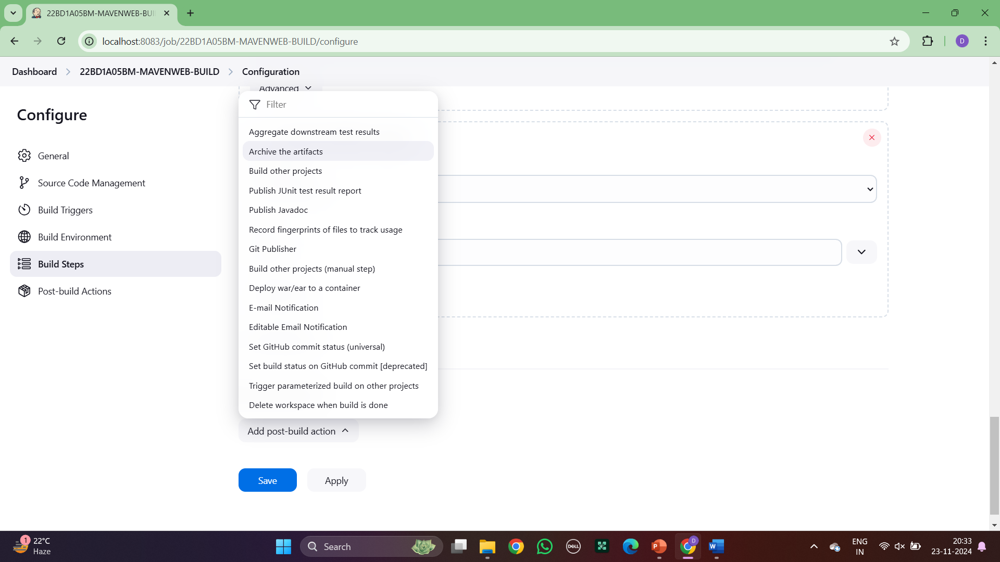 22BD1A05BM-MAVENWEB-BUI
localhost:8083/job/22BD1A05BM-MAVENWEB-BUILD/configure
D
Dashboard
22BD1A05BM-MAVENWEB-BUILD
Configuration
Configure
General
Source Code Management
Build Triggers
Build Environment
Build Steps
Post-build Actions
Advanced
Filter
Aggregate downstream test results
Archive the artifacts
Build other projects
Publish JUnit test result report
Publish Javadoc
Record fingerprints of files to track usage
Git Publisher
Build other projects (manual step)
Deploy war/ear to a container
E-mail Notification
Editable Email Notification
Set GitHub commit status (universal)
Set build status on GitHub commit [deprecated]
Trigger parameterized build on other projects
Delete workspace when build is done
Add post-build action
Save
Apply
1
22°C
Haze
Search
DELL
P
D
W
ENG
IN
20:33
23-11-2024